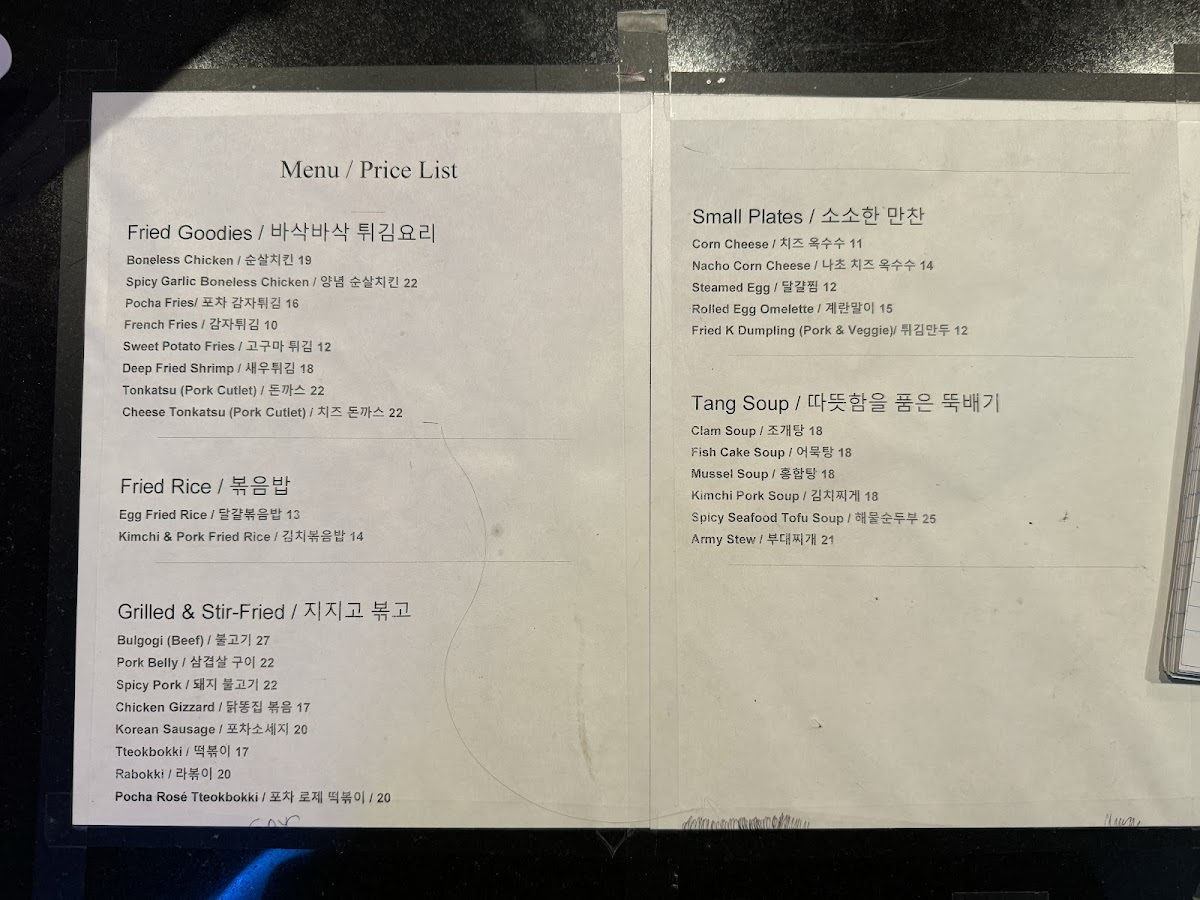 Menu / Price List
Fried Goodies / 바삭바삭 튀김요리
Boneless Chicken / 순살치킨 19
Spicy Garlic Boneless Chicken / 양념 순살치킨 22
Pocha Fries/ 포차 감자튀김 16
French Fries / 감자튀김 10
Sweet Potato Fries / 고구마 튀김 12
Deep Fried Shrimp / 새우튀김 18
Tonkatsu (Pork Cutlet) / 돈까스 22
Cheese Tonkatsu (Pork Cutlet) / 치즈 돈까스 22
Fried Rice / 볶음밥
Egg Fried Rice / 달걀볶음밥 13
Kimchi & Pork Fried Rice / 김치볶음밥 14
Grilled & Stir-Fried / 지지고 볶고
Bulgogi (Beef) / 불고기 27
Pork Belly / 삼겹살 구이 22
Spicy Pork / 돼지 불고기 22
Chicken Gizzard / 닭똥집 볶음 17
Korean Sausage / 포차소세지 20
Tteokbokki / 떡볶이 17
Rabokki / 라볶이 20
Pocha Rosé Tteokbokki / 포차 로제 떡볶이 / 20
Small Plates / 소소한 만찬
Corn Cheese / 치즈 옥수수 11
Nacho Corn Cheese / 나초 치즈 옥수수 14
Steamed Egg / 달걀찜 12
Rolled Egg Omelette / 계란말이 15
Fried K Dumpling (Pork & Veggie)/ 튀김만두 12
Tang Soup / 따뜻함을 품은 뚝배기
Clam Soup / 조개탕 18
Fish Cake Soup / 어묵탕 18
Mussel Soup / 홍합탕 18
Kimchi Pork Soup / 김치찌게 18
Spicy Seafood Tofu Soup / 해물순두부 25
Army Stew / 부대찌개 21